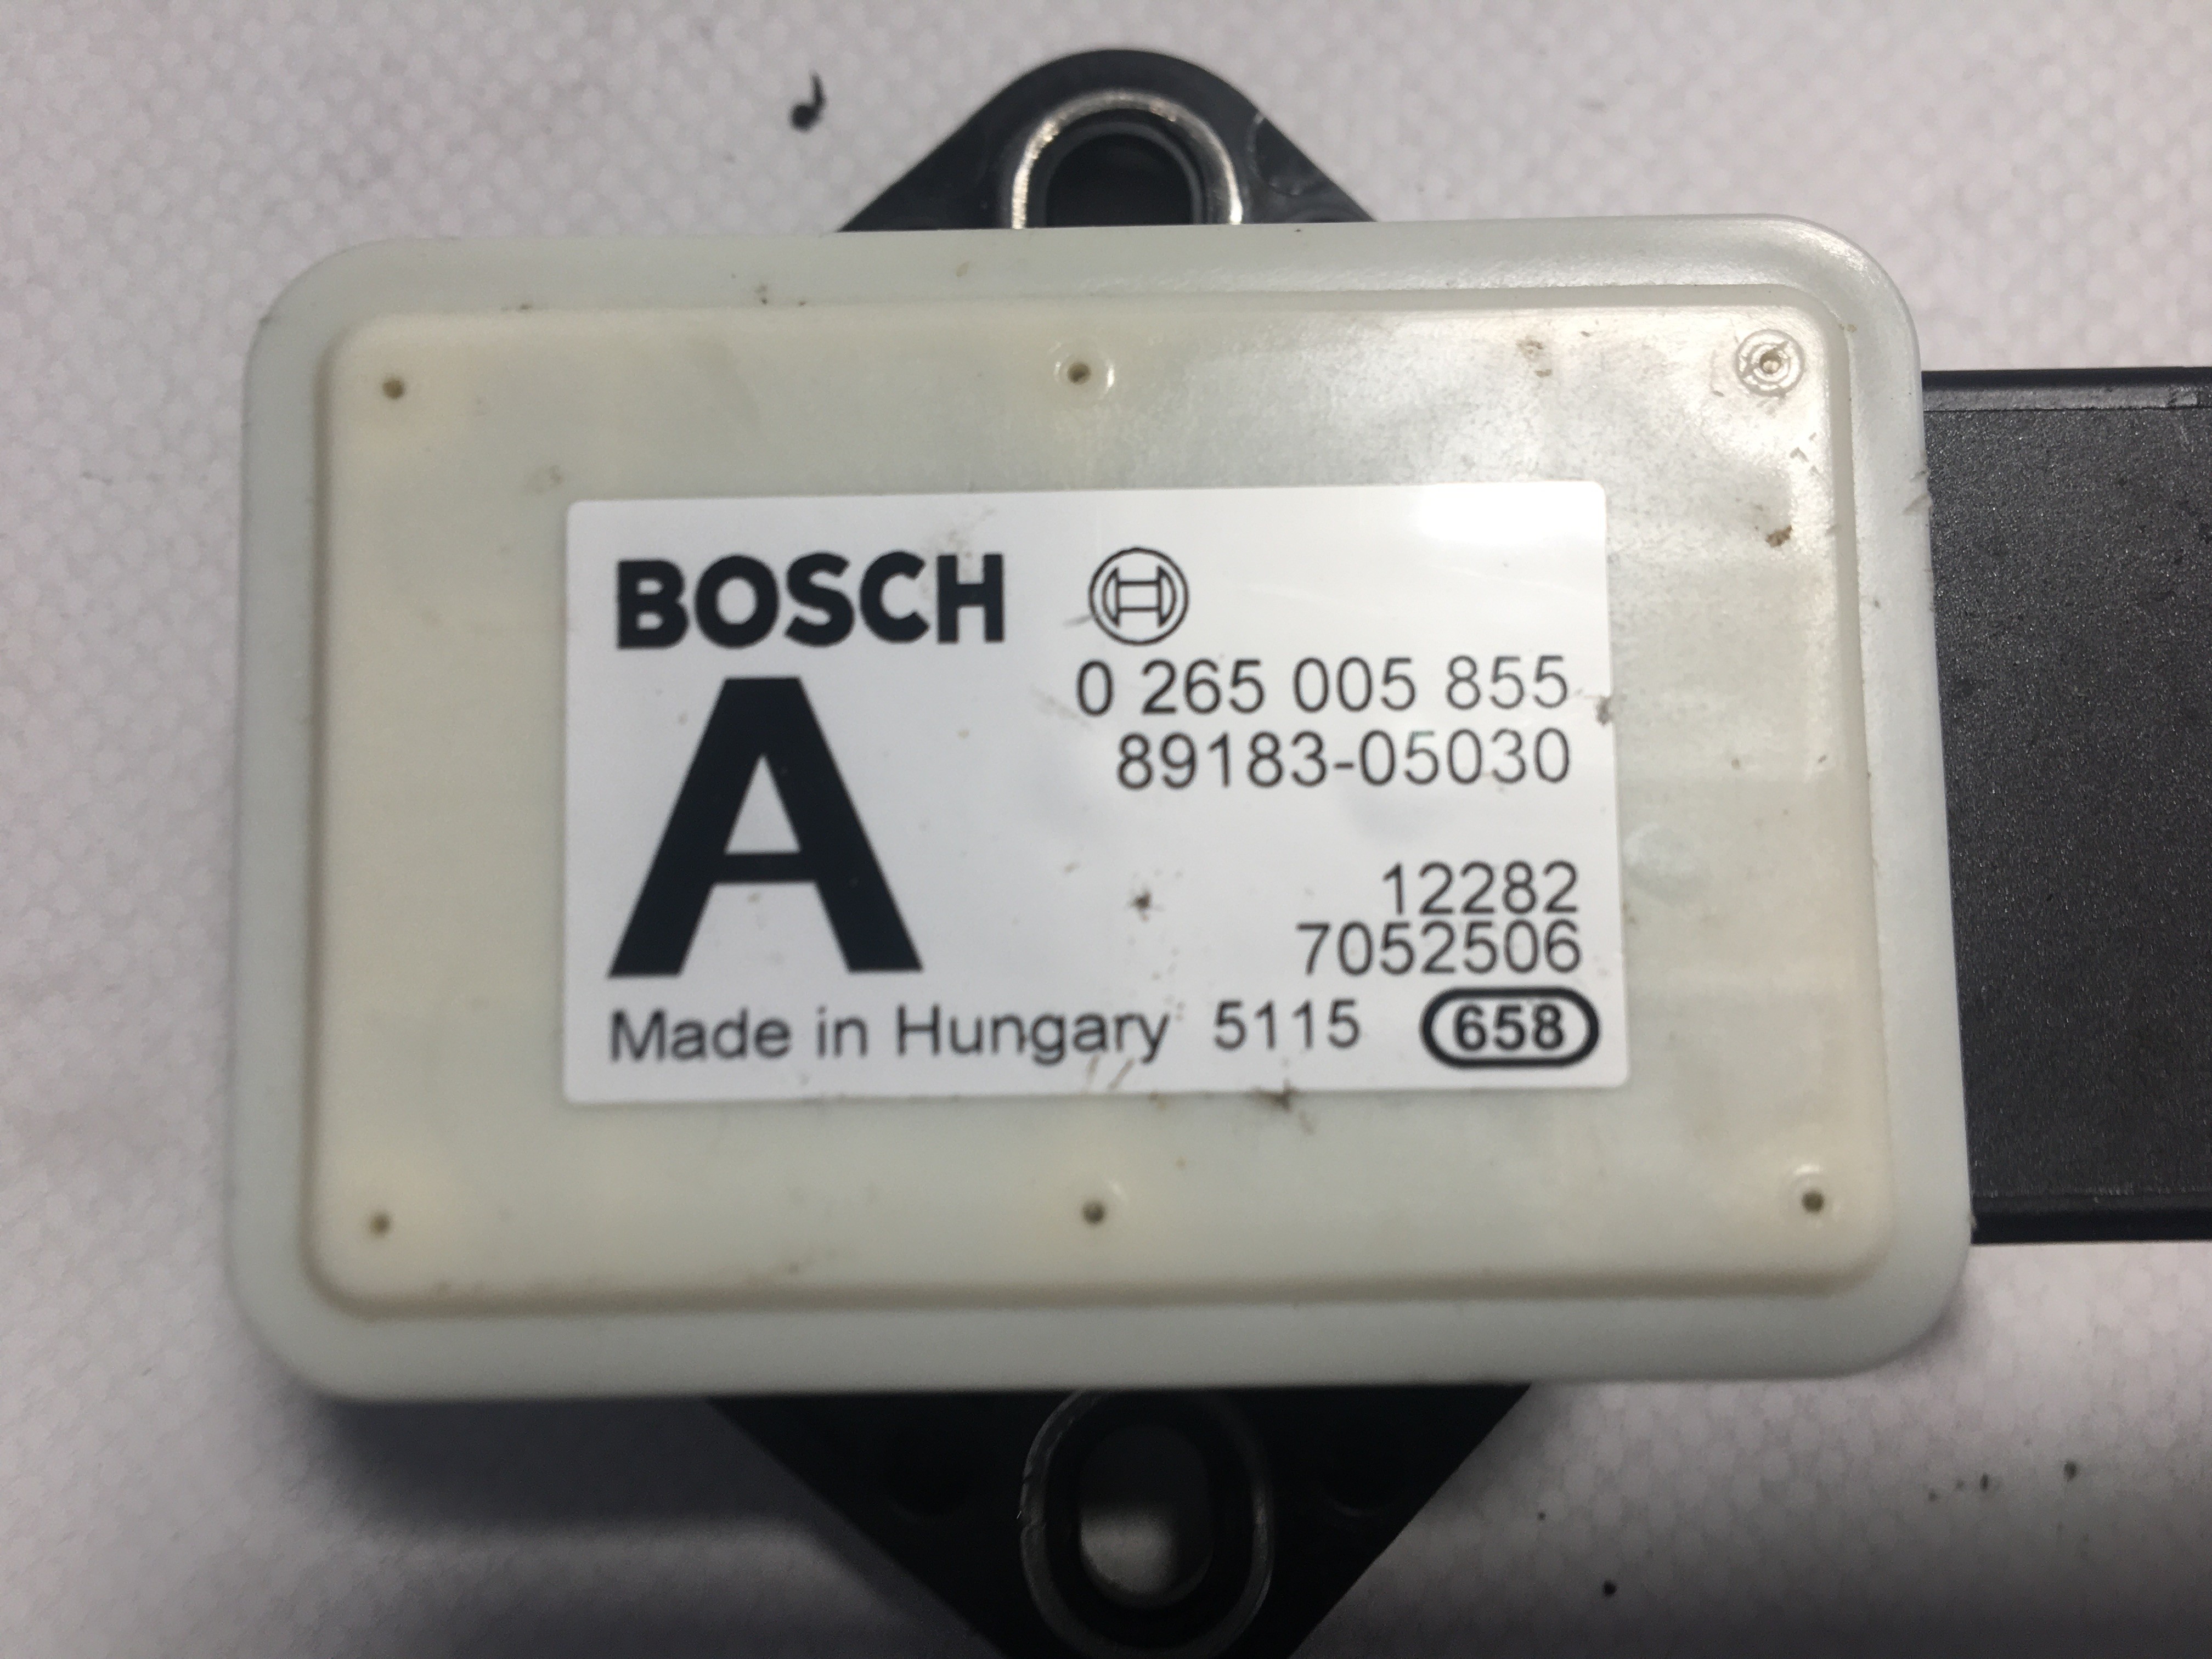 BOSCH
0 265 005 855
89183-05030
A
12282
7052506
Made in Hungary 5115 658